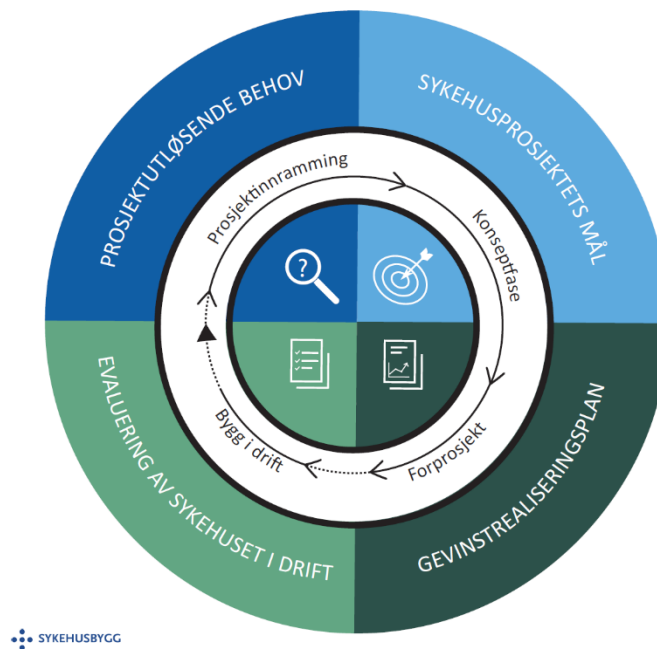 PROSJEKTUTLØSENDE BEHOV
SYKEHUSPROSJEKTETS MÅL
Prosjektinnramming
Konseptfase
?
Bygg i drift
Forprosjekt
EVALUERING AV SYKEHUSET I DRIFT
GEVINSTREALISERINGSPLAN
SYKEHUSBYGG